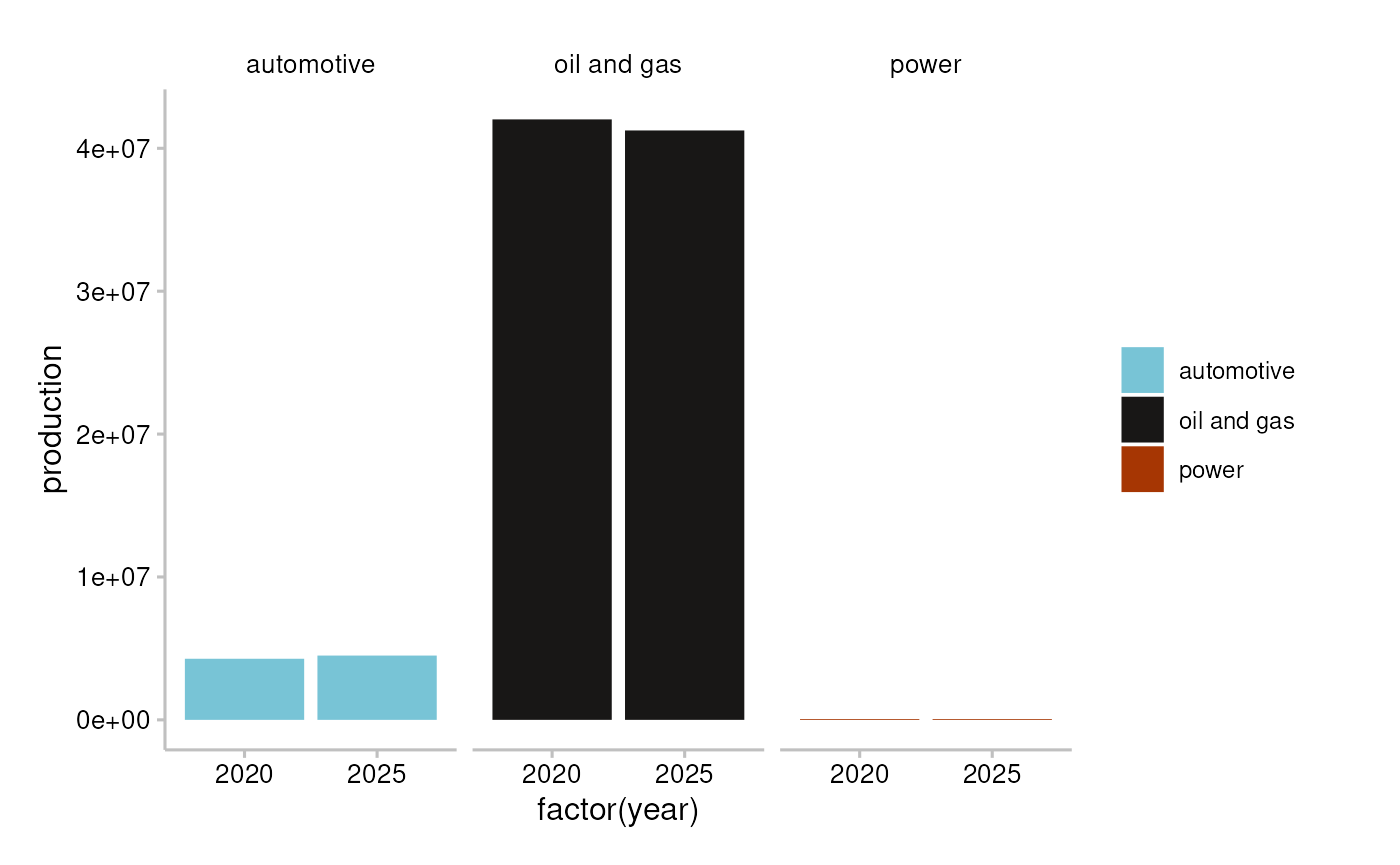 automotive
oil and gas
power
production
4e+07
3e+07
2e+07
1e+07
0e+00
2020
2025
2020
2025
2020
2025
factor(year)
automotive
oil and gas
power